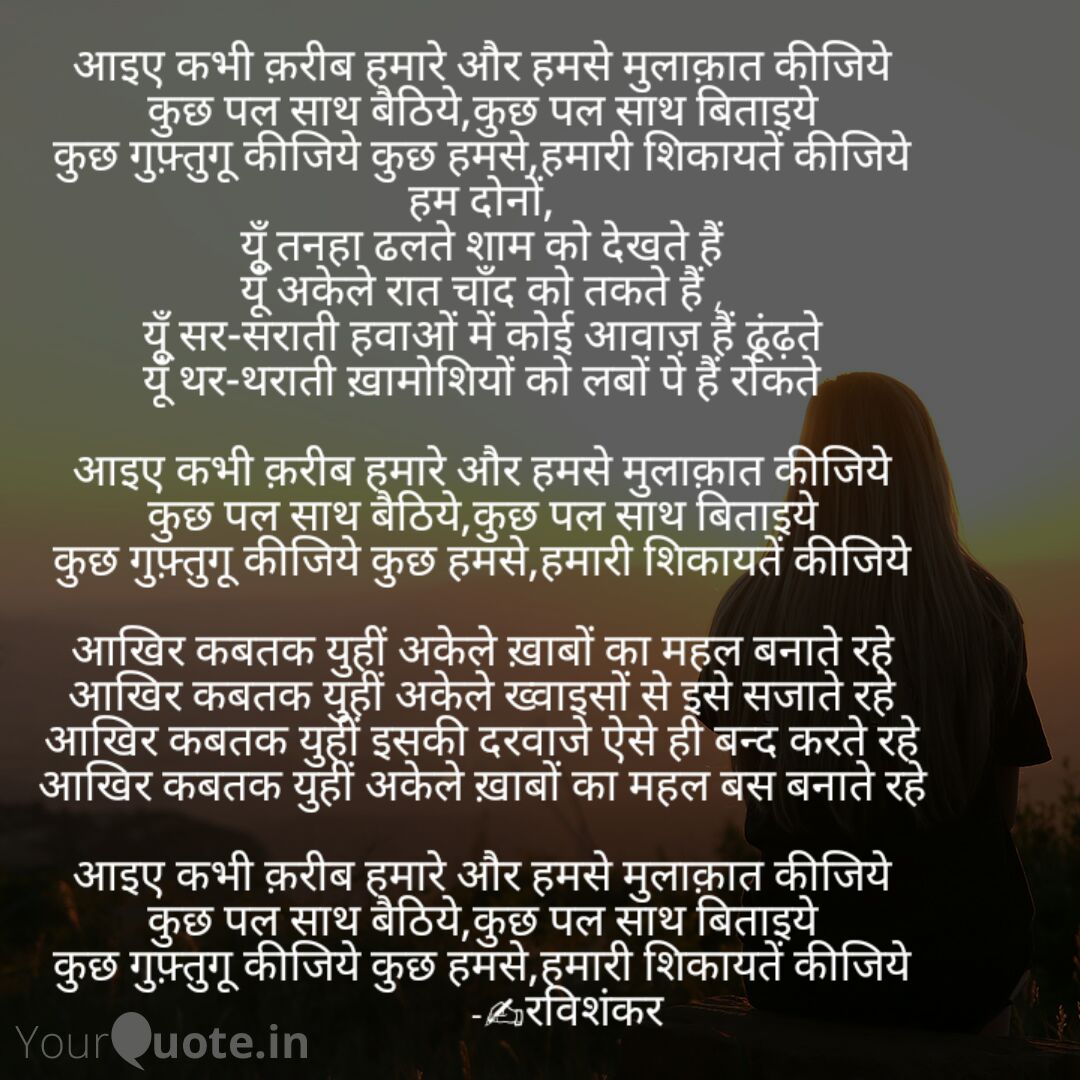 आइए कभी क़रीब हमारे और हमसे मुलाक़ात कीजिये
कुछ पल साथ बैठिये,कुछ पल साथ बिताइये
कुछ गुफ़्तुगू कीजिये कुछ हमसे,हमारी शिकायतें कीजिये
हम दोनों,
यूँ तनहा ढलते शाम को देखते हैं
यूँ अकेले रात चाँद को तकते हैं ,
यूँ सर-सराती हवाओं में कोई आवाज़ हैं ढूंढ़ते
यूँ थर-थराती ख़ामोशियों को लबों पे हैं रोकते
आइए कभी क़रीब हमारे और हमसे मुलाक़ात कीजिये
कुछ पल साथ बैठिये,कुछ पल साथ बिताइये
कुछ गुफ़्तुगू कीजिये कुछ हमसे,हमारी शिकायतें कीजिये
आखिर कबतक युहीं अकेले ख़ाबों का महल बनाते रहे
आखिर कबतक युहीं अकेले ख्वाइसों से इसे सजाते रहे
आखिर कबतक युहीं इसकी दरवाजे ऐसे ही बन्द करते रहे
आखिर कबतक युहीं अकेले ख़ाबों का महल बस बनाते रहे
आइए कभी क़रीब हमारे और हमसे मुलाक़ात कीजिये
कुछ पल साथ बैठिये,कुछ पल साथ बिताइये
कुछ गुफ़्तुगू कीजिये कुछ हमसे,हमारी शिकायतें कीजिये
-✍रविशंकर
YourQuote.in